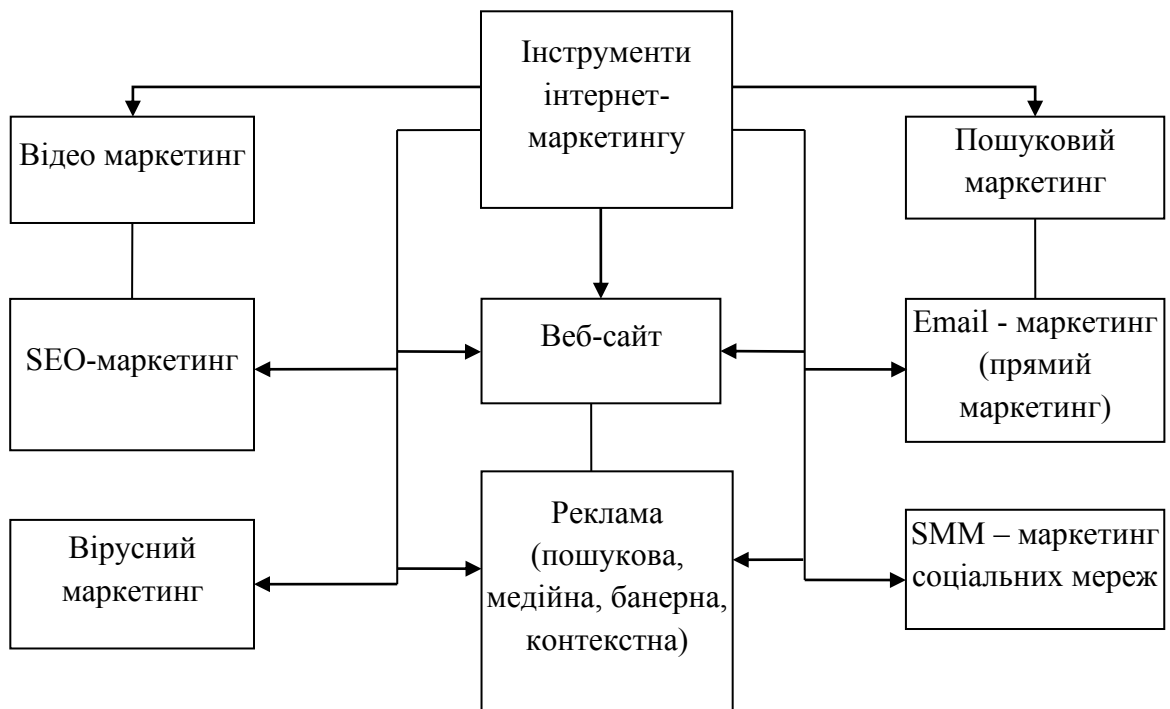 Інструменти
інтернет-
маркетингу
Відео маркетинг
Пошуковий
маркетинг
SEO-маркетинг
Веб-сайт
Email - маркетинг
(прямий
маркетинг)
Вірусний
маркетинг
Реклама
(пошукова,
медійна, банерна,
контекстна)
SMM – маркетинг
соціальних мереж